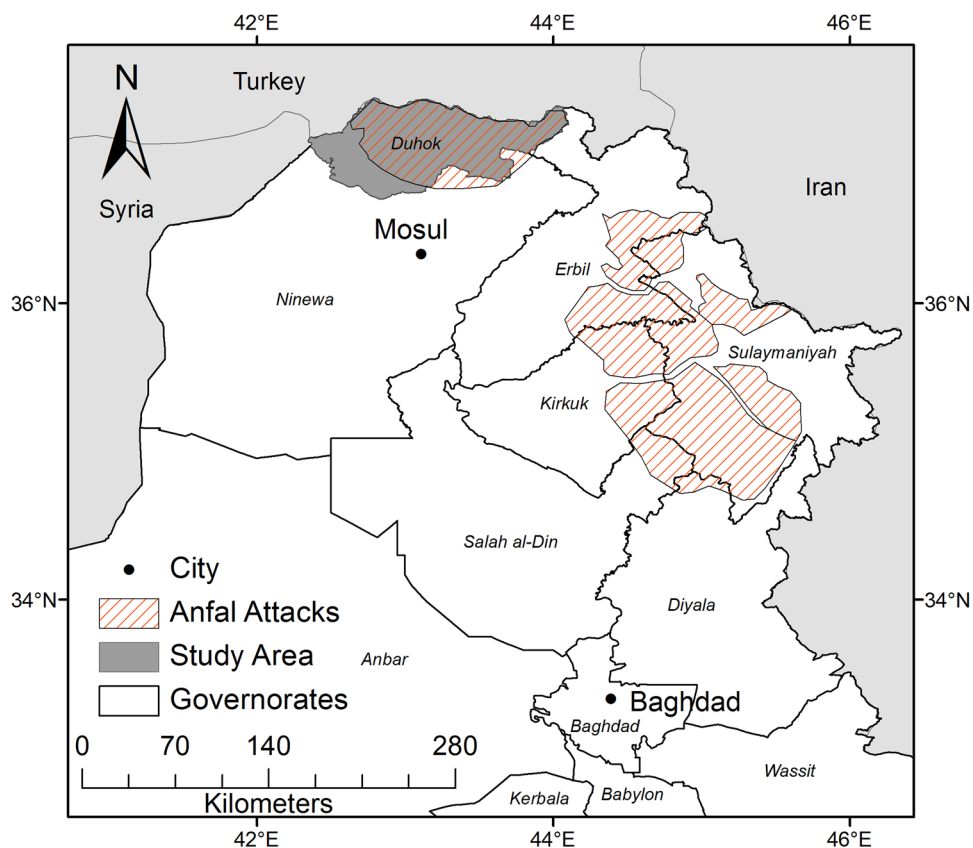 42°E 44°E 46°E
Turkey
N
Duhok
Iran
Syria
Mosul
Erbil
36°N 36°N
Ninewa
Sulaymaniyah
Kirkuk
Salah al-Din
City
34°N 34°N
Anfal Attacks
Diyala
Study Area
Anbar
Governorates
Baghdad
Baghdad
0 70 140 280
Wassit
Kilometers
Kerbala
Babylon
42°E 44°E 46°E